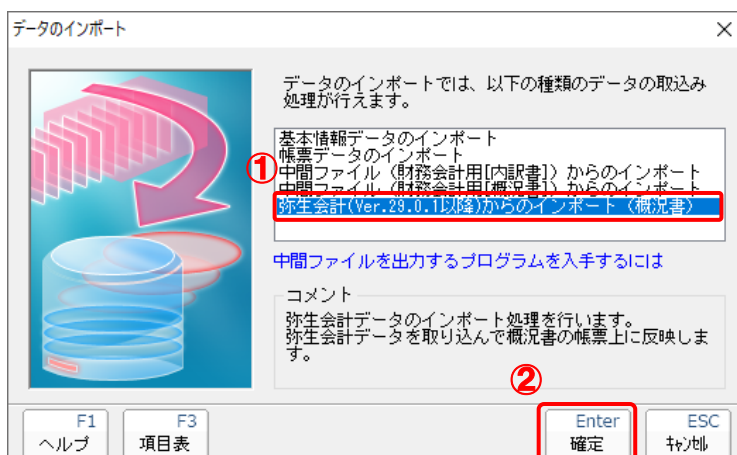 データのインポート
データのインポートでは、以下の種類のデータの取込み
処理が行えます。
①
基本情報データのインポート
帳票データのインポート
中間ファイル（財務会計用[内訳書]）からのインポート
中間ファイル（財務会計用[概況書]）からのインポート
弥生会計(Ver.29.0.1以降)からのインポート（概況書）
中間ファイルを出力するプログラムを入手するには
コメント
弥生会計データのインポート処理を行います。
弥生会計データを取り込んで概況書の帳票上に反映しま
す。
②
F1
ヘルプ
F3
項目表
Enter
確定
ESC
ｷｬﾝｾﾙ